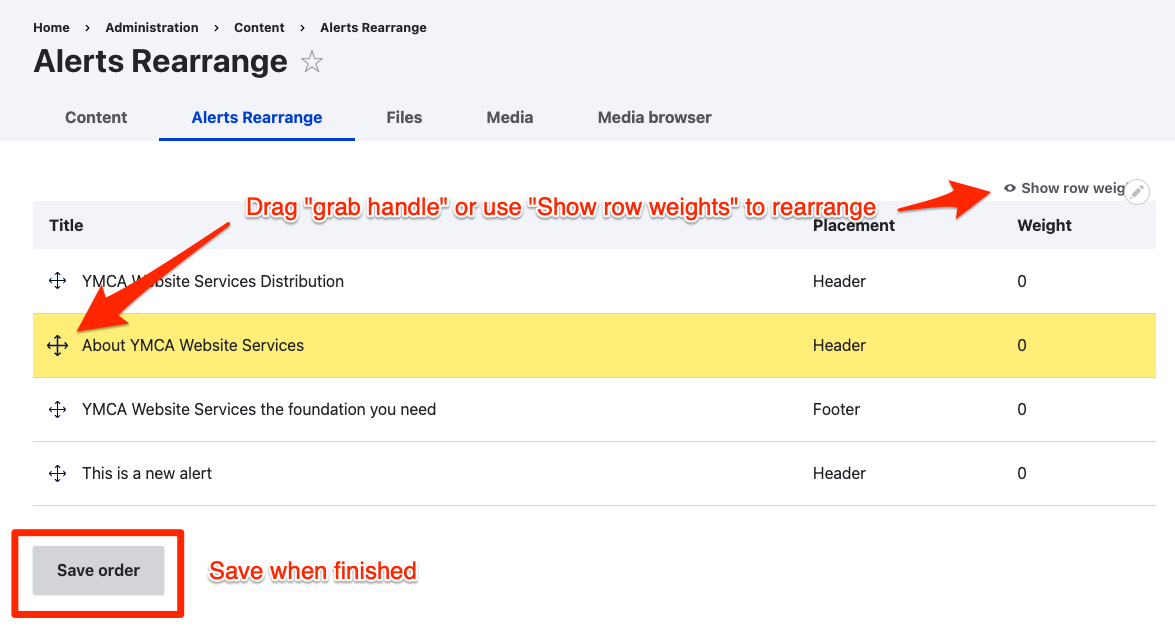 Home > Administration > Content > Alerts Rearrange
Alerts Rearrange
Content Alerts Rearrange Files Media Media browser
Show row weig
Drag "grab handle" or use "Show row weights" to rearrange
Title Placement Weight
YMCA Website Services Distribution Header 0
About YMCA Website Services Header 0
YMCA Website Services the foundation you need Footer 0
This is a new alert Header 0
Save order Save when finished